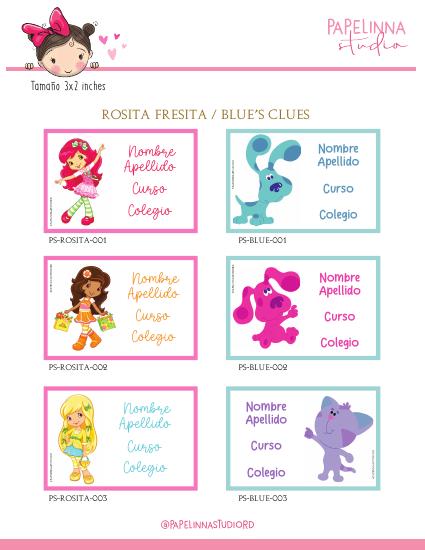 PAPELINNA
studio
Tamaño 3x2 inches
ROSITA FRESITA / BLUE'S CLUES
Nombre
Apellido
Curso
Colegio
PS-ROSITA-001
Nombre
Apellido
Curso
Colegio
PS-BLUE-001
Nombre
Apellido
Curso
Colegio
PS-ROSITA-002
Nombre
Apellido
Curso
Colegio
PS-BLUE-002
Nombre
Apellido
Curso
Colegio
PS-ROSITA-003
Nombre
Apellido
Curso
Colegio
PS-BLUE-003
@PAPELINNASTUDIORD